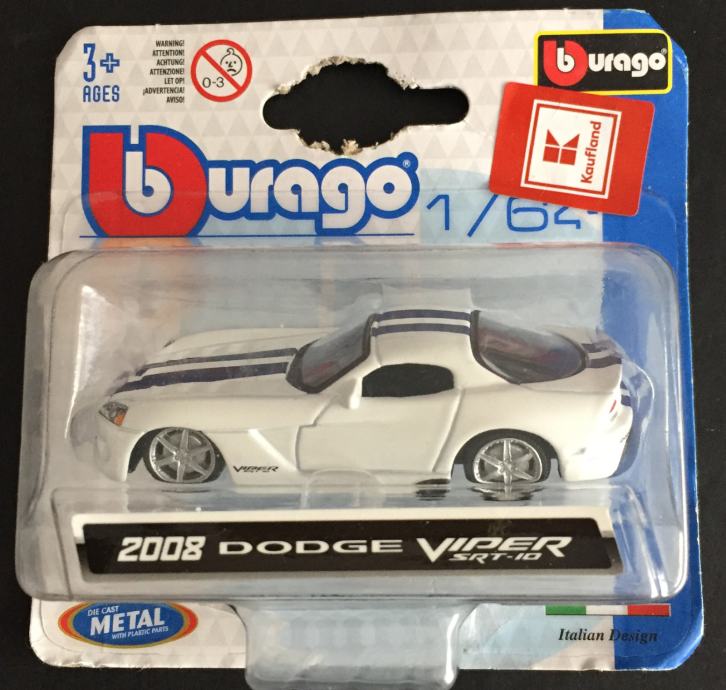 3+
AGES
WARNING!
ATTENTION!
ACHTUNG!
ATTENZIONE!
LET OP!
¡ADVERTENCIA!
AVISO!
0-3
burago
Kaufland
burago®
1/64
VIPER
2008 DODGE VIPER
SRT-10
DIE CAST
METAL
WITH PLASTIC PARTS
Italian Design